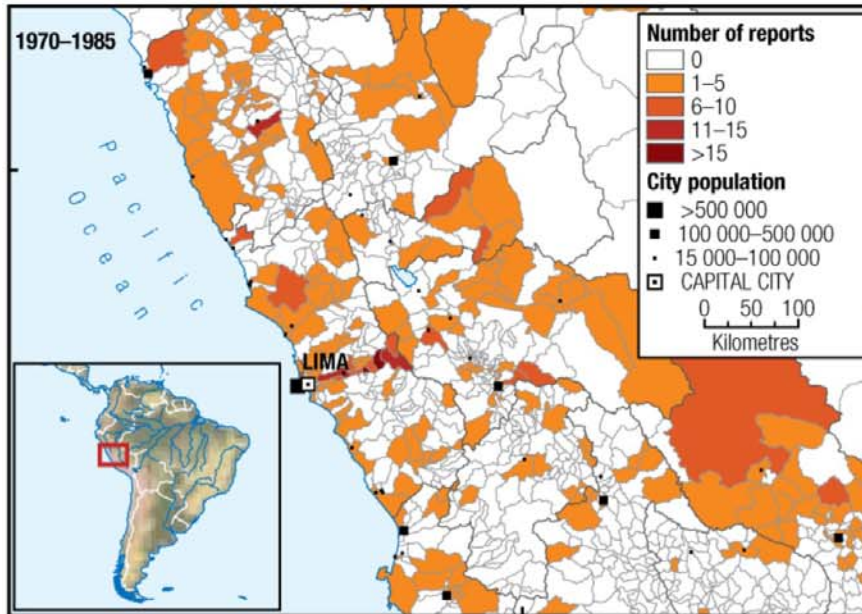 1970–1985
Pacific
Ocean
LIMA
Number of reports
0
1–5
6–10
11–15
>15
City population
>500 000
100 000–500 000
15 000–100 000
CAPITAL CITY
0 50 100
Kilometres